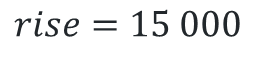 rise = 15 000